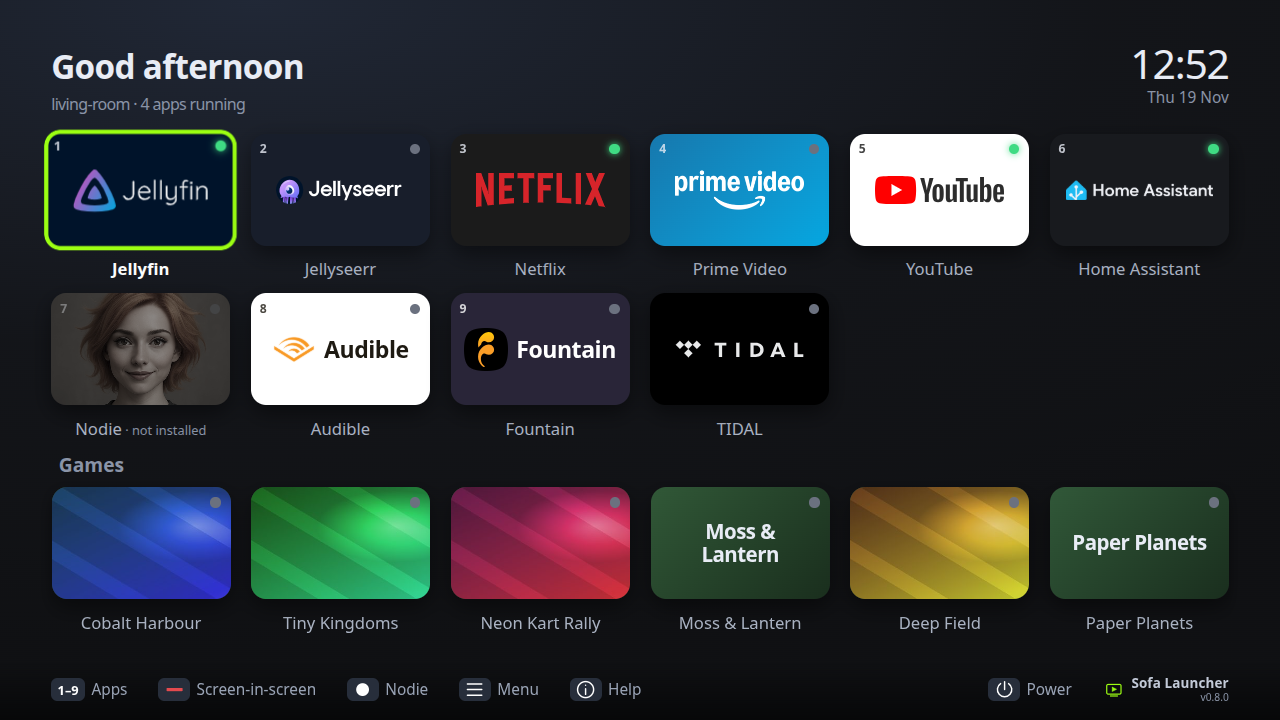 Good afternoon
12:52
living-room · 4 apps running
Thu 19 Nov
1
Jellyfin
2
Jellyseerr
3
NETFLIX
4
prime video
5
YouTube
6
Home Assistant
Jellyfin
Jellyseerr
Netflix
Prime Video
YouTube
Home Assistant
7
8
Audible
9
Fountain
TIDAL
Nodie · not installed
Audible
Fountain
TIDAL
Games
Moss &
Lantern
Paper Planets
Cobalt Harbour
Tiny Kingdoms
Neon Kart Rally
Moss & Lantern
Deep Field
Paper Planets
1–9 Apps
Screen-in-screen
Nodie
Menu
Help
Power
Sofa Launcher
v0.8.0